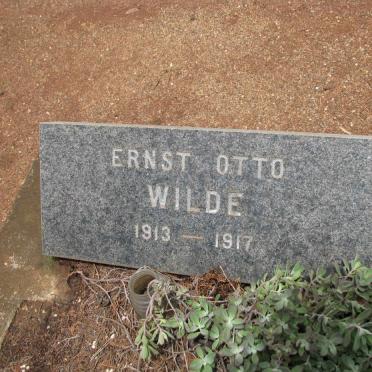 ERNST OTTO
WILDE
1913 — 1917